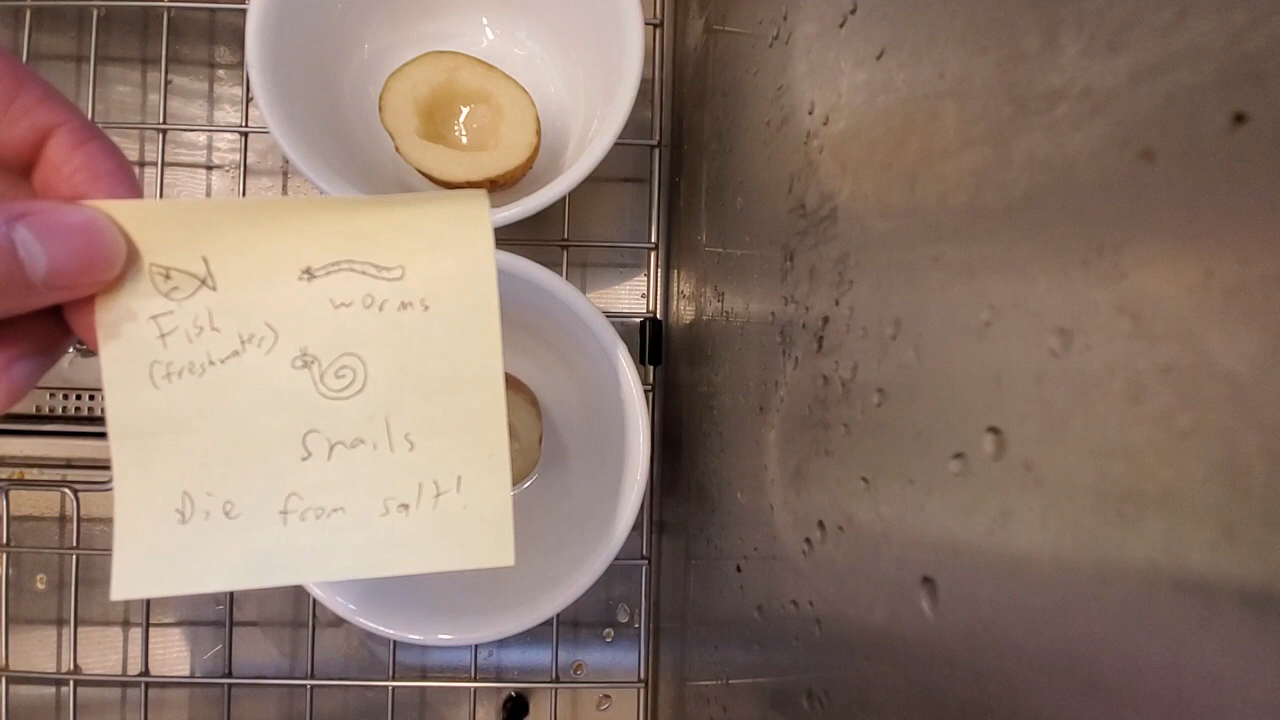 Fish
(freshwater)
worms
Snails
Die from salt!